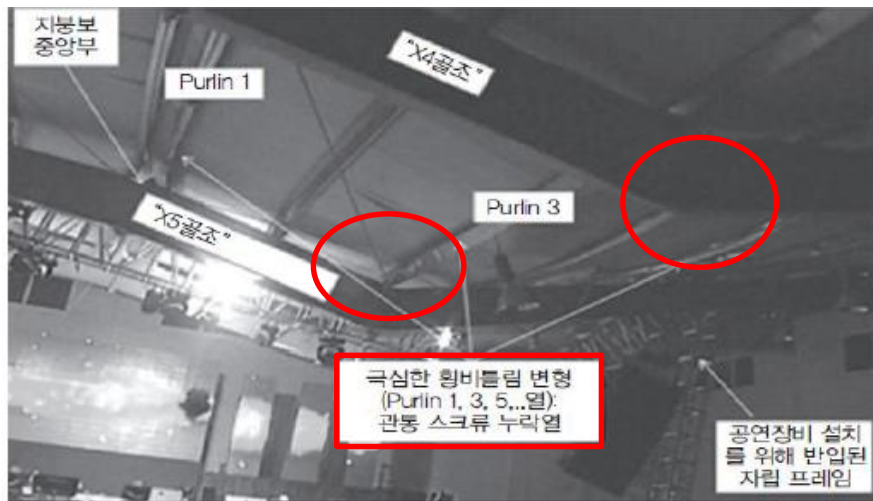 지붕보
중앙부
"X4골조"
Purlin 1
Purlin 3
"X5골조"
극심한 횡비틀림 변형
(Purlin 1, 3, 5,...열):
관통 스크류 누락열
공연장비 설치
를 위해 반입된
자립 프레임